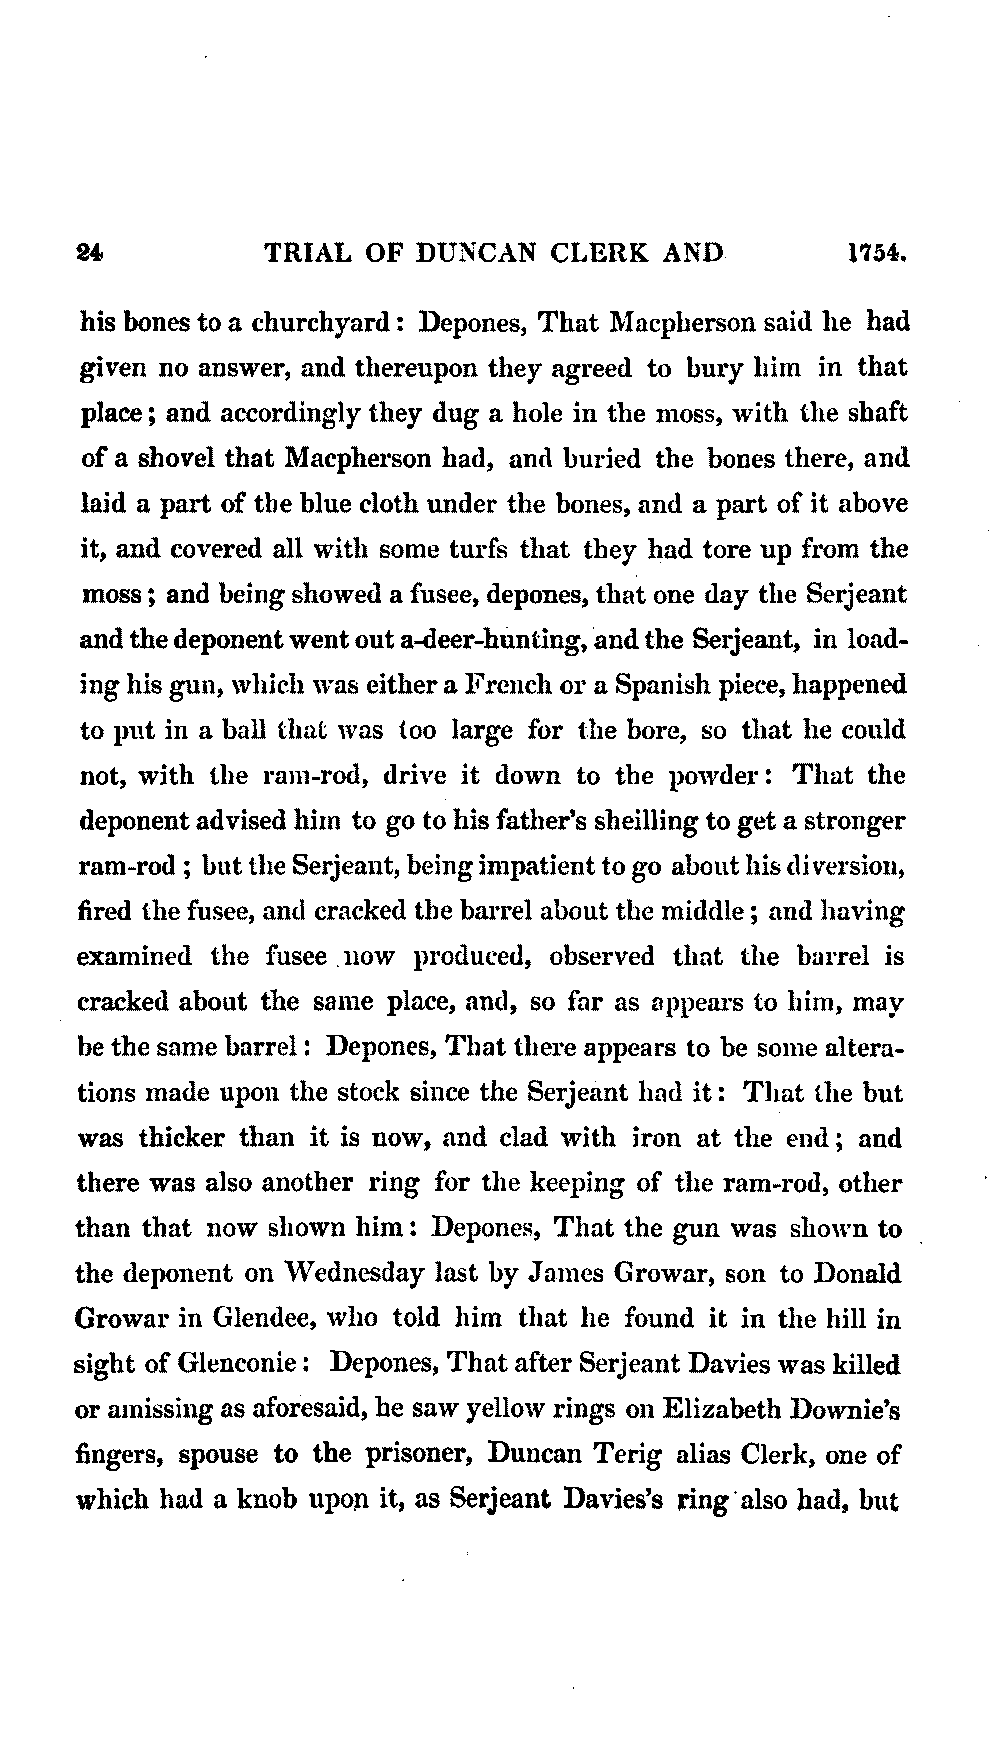 24 TRIAL OF DUNCAN CLERK AND 1754.
his bones to a churchyard : Depones, That Macpherson said he had
given no answer, and thereupon they agreed to bury him in that
place ; and accordingly they dug a hole in the moss, with the shaft
of a shovel that Macpherson had, and buried the bones there, and
laid a part of the blue cloth under the bones, and a part of it above
it, and covered all with some turfs that they had tore up from the
moss ; and being showed a fusee, depones, that one day the Serjeant
and the deponent went out a-deer-hunting, and the Serjeant, in load-
ing his gun, which was either a French or a Spanish piece, happened
to put in a ball that was too large for the bore, so that he could
not, with the ram-rod, drive it down to the powder : That the
deponent advised him to go to his father's sheilling to get a stronger
ram-rod ; but the Serjeant, being impatient to go about his diversion,
fired the fusee, and cracked the barrel about the middle ; and having
examined the fusee now produced, observed that the barrel is
cracked about the same place, and, so far as appears to him, may
be the same barrel : Depones, That there appears to be some altera-
tions made upon the stock since the Serjeant had it : That the but
was thicker than it is now, and clad with iron at the end ; and
there was also another ring for the keeping of the ram-rod, other
than that now shown him : Depones, That the gun was shown to
the deponent on Wednesday last by James Growar, son to Donald
Growar in Glendee, who told him that he found it in the hill in
sight of Glenconie : Depones, That after Serjeant Davies was killed
or amissing as aforesaid, he saw yellow rings on Elizabeth Downie's
fingers, spouse to the prisoner, Duncan Terig alias Clerk, one of
which had a knob upon it, as Serjeant Davies's ring also had, but